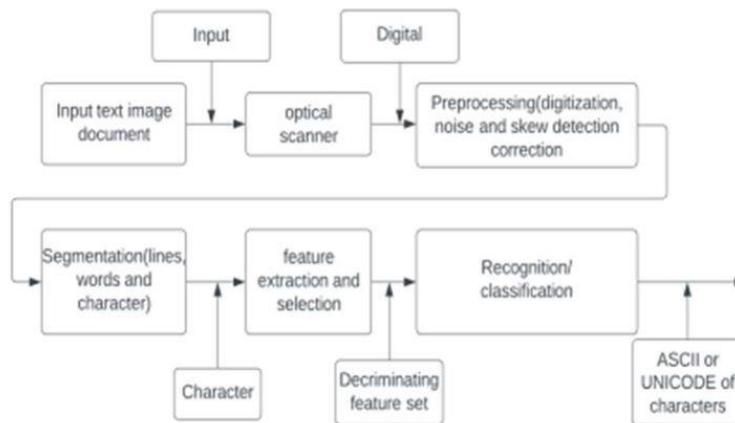 Input
Digital
Input text image
document
optical
scanner
Preprocessing(digitization,
noise and skew detection
correction
Segmentation(lines,
words and
character)
feature
extraction and
selection
Recognition/
classification
Character
Decriminating
feature set
ASCII or
UNICODE of
characters